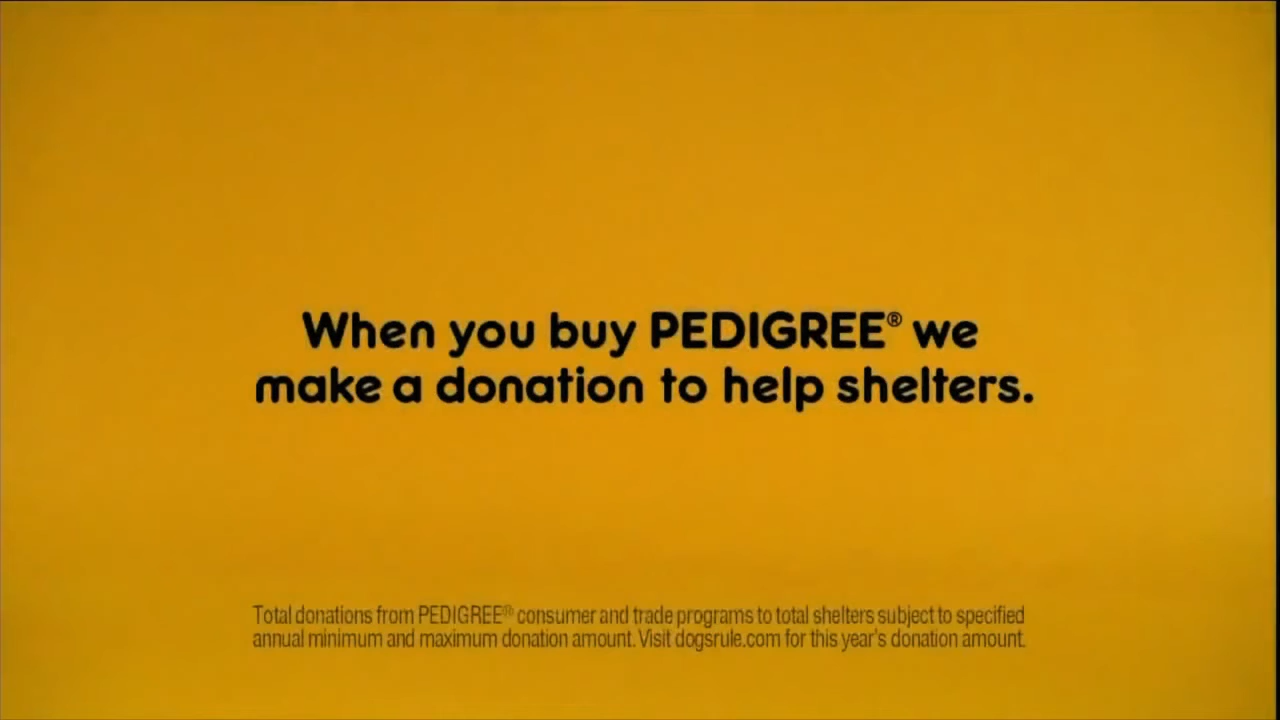 When you buy PEDIGREE® we
make a donation to help shelters.
Total donations from PEDIGREE® consumer and trade programs to total shelters subject to specified
annual minimum and maximum donation amount. Visit dogsrule.com for this year's donation amount.